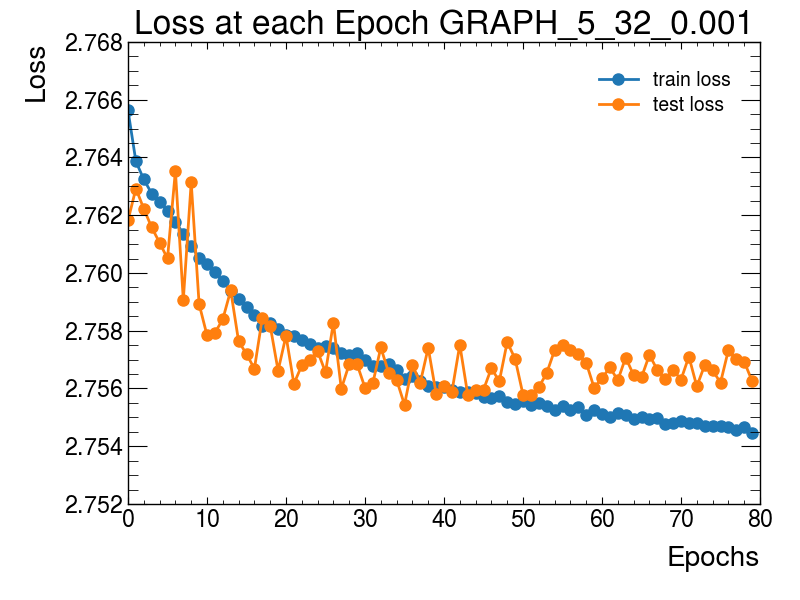 Loss at each Epoch GRAPH_5_32_0.001
Loss
2.768
2.766
2.764
2.762
2.760
2.758
2.756
2.754
2.752
train loss
test loss
0 10 20 30 40 50 60 70 80
Epochs